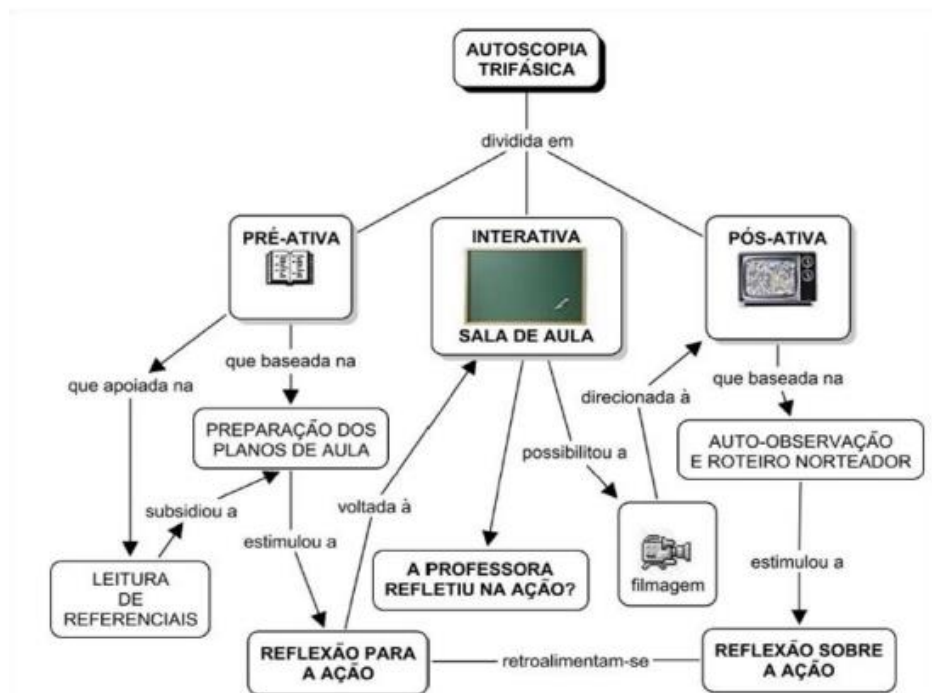 AUTOSCOPIA
TRIFÁSICA
dividida em
PRÉ-ATIVA
INTERATIVA
SALA DE AULA
PÓS-ATIVA
que apoiada na
que baseada na
direcionada à
que baseada na
PREPARAÇÃO DOS
PLANOS DE AULA
possibilitou a
AUTO-OBSERVAÇÃO
E ROTEIRO NORTEADOR
subsidiou a
voltada à
estimulou a
LEITURA
DE
REFERENCIAIS
A PROFESSORA
REFLETIU NA AÇÃO?
filmagem
estimulou a
REFLEXÃO PARA
A AÇÃO
retroalimentam-se
REFLEXÃO SOBRE
A AÇÃO